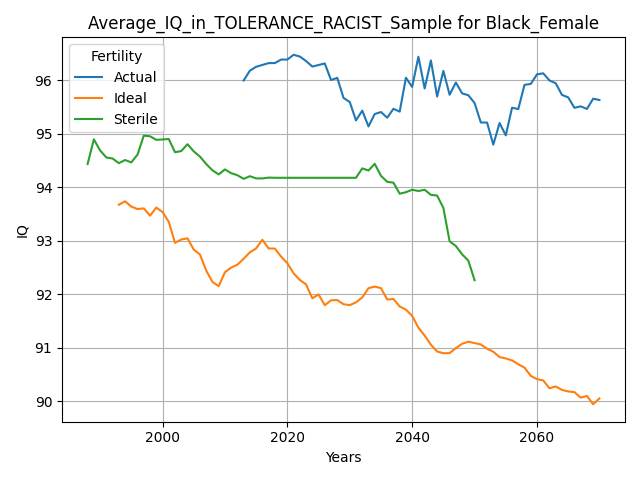 Average_IQ_in_TOLERANCE_RACIST_Sample for Black_Female
Fertility
Actual
Ideal
Sterile
IQ
96
95
94
93
92
91
90
2000
2020
2040
2060
Years